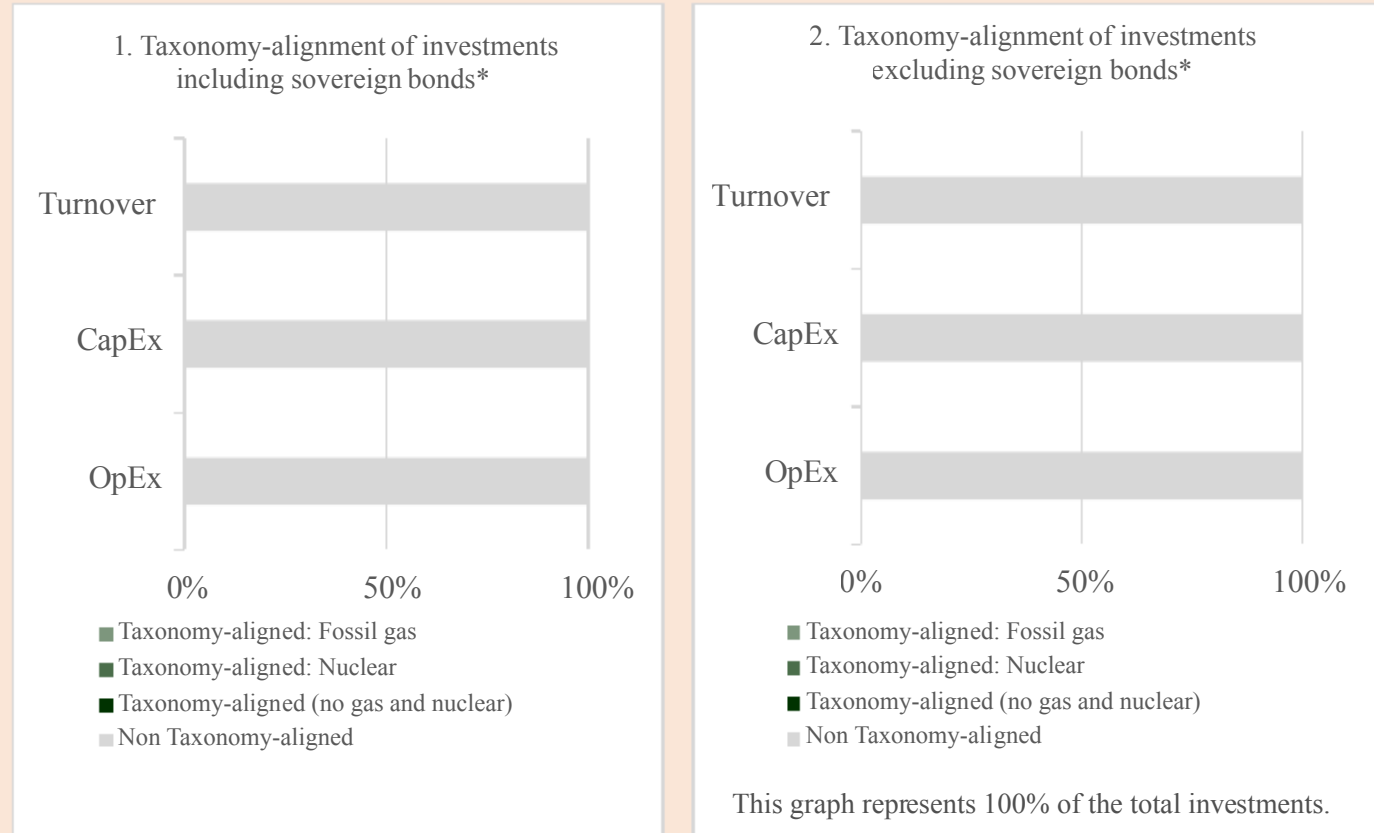 1. Taxonomy-alignment of investments
including sovereign bonds*
Turnover
CapEx
OpEx
0% 50% 100%
Taxonomy-aligned: Fossil gas
Taxonomy-aligned: Nuclear
Taxonomy-aligned (no gas and nuclear)
Non Taxonomy-aligned
2. Taxonomy-alignment of investments
excluding sovereign bonds*
Turnover
CapEx
OpEx
0% 50% 100%
Taxonomy-aligned: Fossil gas
Taxonomy-aligned: Nuclear
Taxonomy-aligned (no gas and nuclear)
Non Taxonomy-aligned
This graph represents 100% of the total investments.